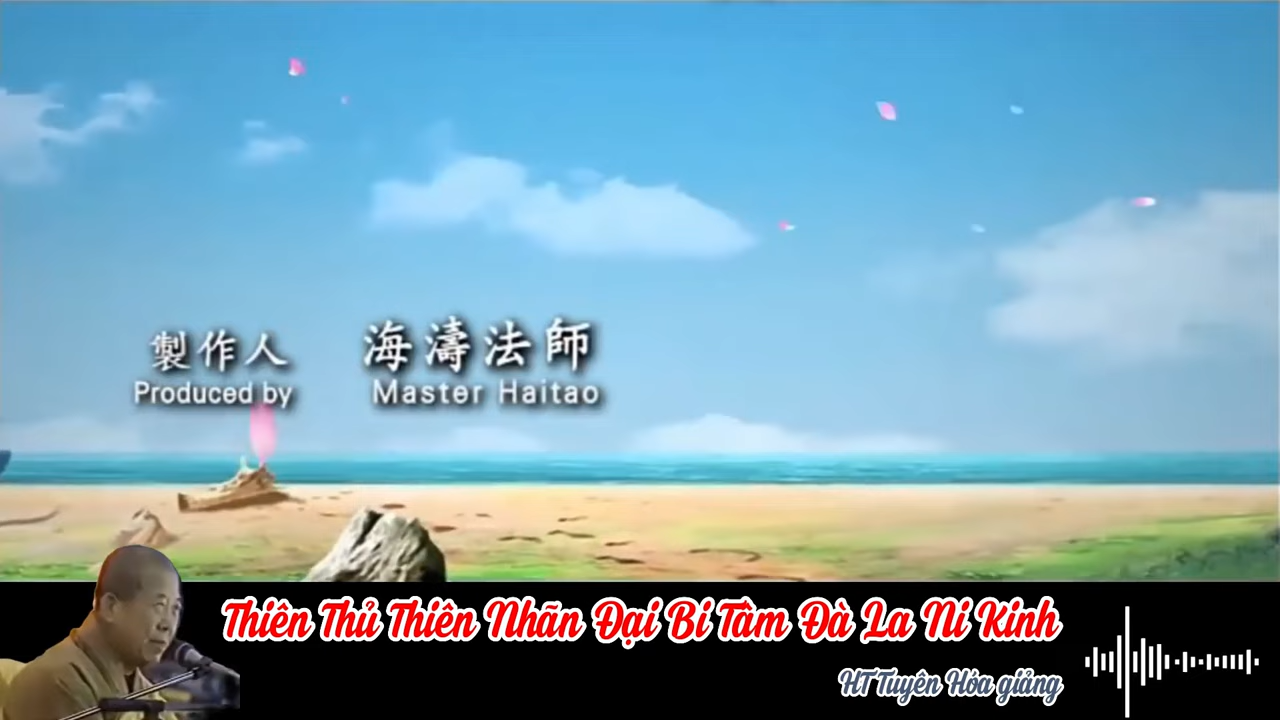 製作人 海濤法師
Produced by Master Haitao
Thiên Thủ Thiên Nhãn Đại Bi Tâm Đà La Ni Kinh
HT Tuyên Hóa giảng